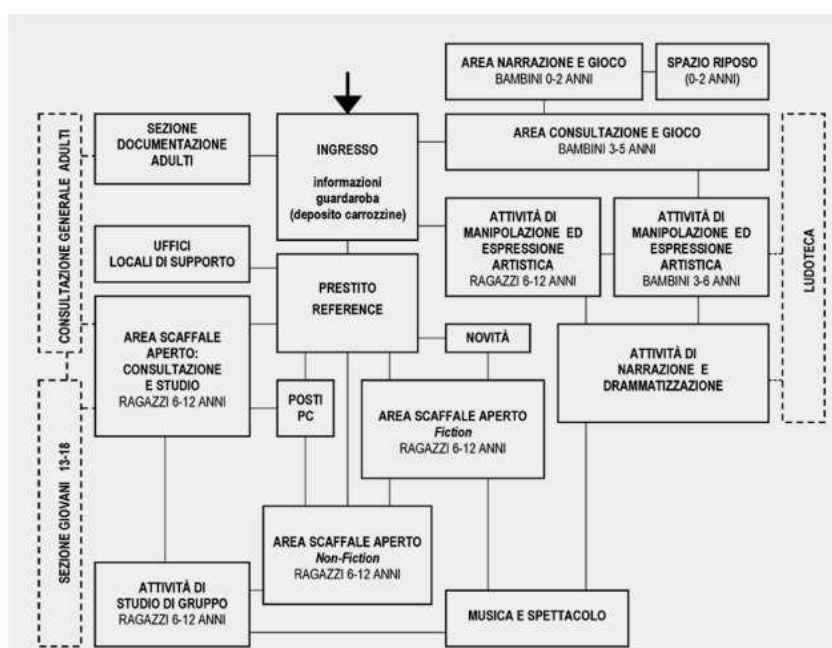 AREA NARRAZIONE E GIOCO
BAMBINI 0-2 ANNI
SPAZIO RIPOSO
(0-2 ANNI)
SEZIONE
DOCUMENTAZIONE
ADULTI
INGRESSO
informazioni
guardaroba
(deposito carrozzine)
AREA CONSULTAZIONE E GIOCO
BAMBINI 3-5 ANNI
CONSULTAZIONE GENERALE ADULTI
UFFICI
LOCALI DI SUPPORTO
ATTIVITÀ DI
MANIPOLAZIONE ED
ESPRESSIONE
ARTISTICA
RAGAZZI 6-12 ANNI
ATTIVITÀ DI
MANIPOLAZIONE ED
ESPRESSIONE
ARTISTICA
BAMBINI 3-6 ANNI
LUDOTECA
PRESTITO
REFERENCE
NOVITÀ
AREA SCAFFALE
APERTO:
CONSULTAZIONE
E STUDIO
RAGAZZI 6-12 ANNI
ATTIVITÀ DI
NARRAZIONE E
DRAMMATIZZAZIONE
POSTI
PC
AREA SCAFFALE APERTO
Fiction
RAGAZZI 6-12 ANNI
SEZIONE GIOVANI 13-18
AREA SCAFFALE APERTO
Non-Fiction
RAGAZZI 6-12 ANNI
ATTIVITÀ DI
STUDIO DI GRUPPO
RAGAZZI 6-12 ANNI
MUSICA E SPETTACOLO